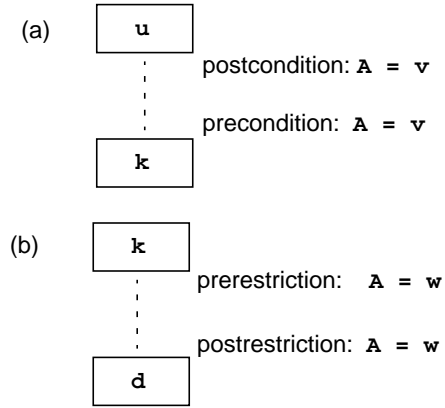 (a)
u
postcondition: A = v
precondition: A = v
k
(b)
k
prerestriction: A = w
postrestriction: A = w
d